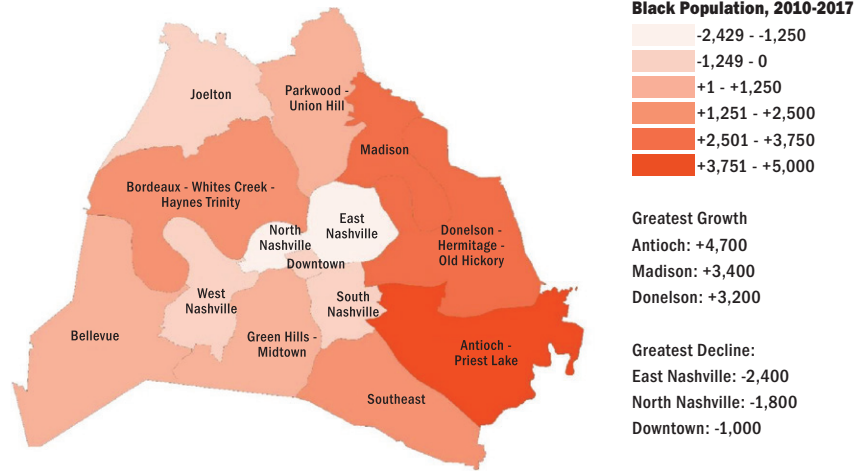 Black Population, 2010-2017
-2,429 - -1,250
-1,249 - 0
+1 - +1,250
+1,251 - +2,500
+2,501 - +3,750
+3,751 - +5,000
Greatest Growth
Antioch: +4,700
Madison: +3,400
Donelson: +3,200
Greatest Decline:
East Nashville: -2,400
North Nashville: -1,800
Downtown: -1,000
Joelton
Parkwood -
Union Hill
Madison
Bordeaux - Whites Creek -
Haynes Trinity
East
Nashville
North
Nashville
Donelson -
Hermitage -
Old Hickory
Downtown
West
Nashville
South
Nashville
Bellevue
Green Hills -
Midtown
Antioch -
Priest Lake
Southeast